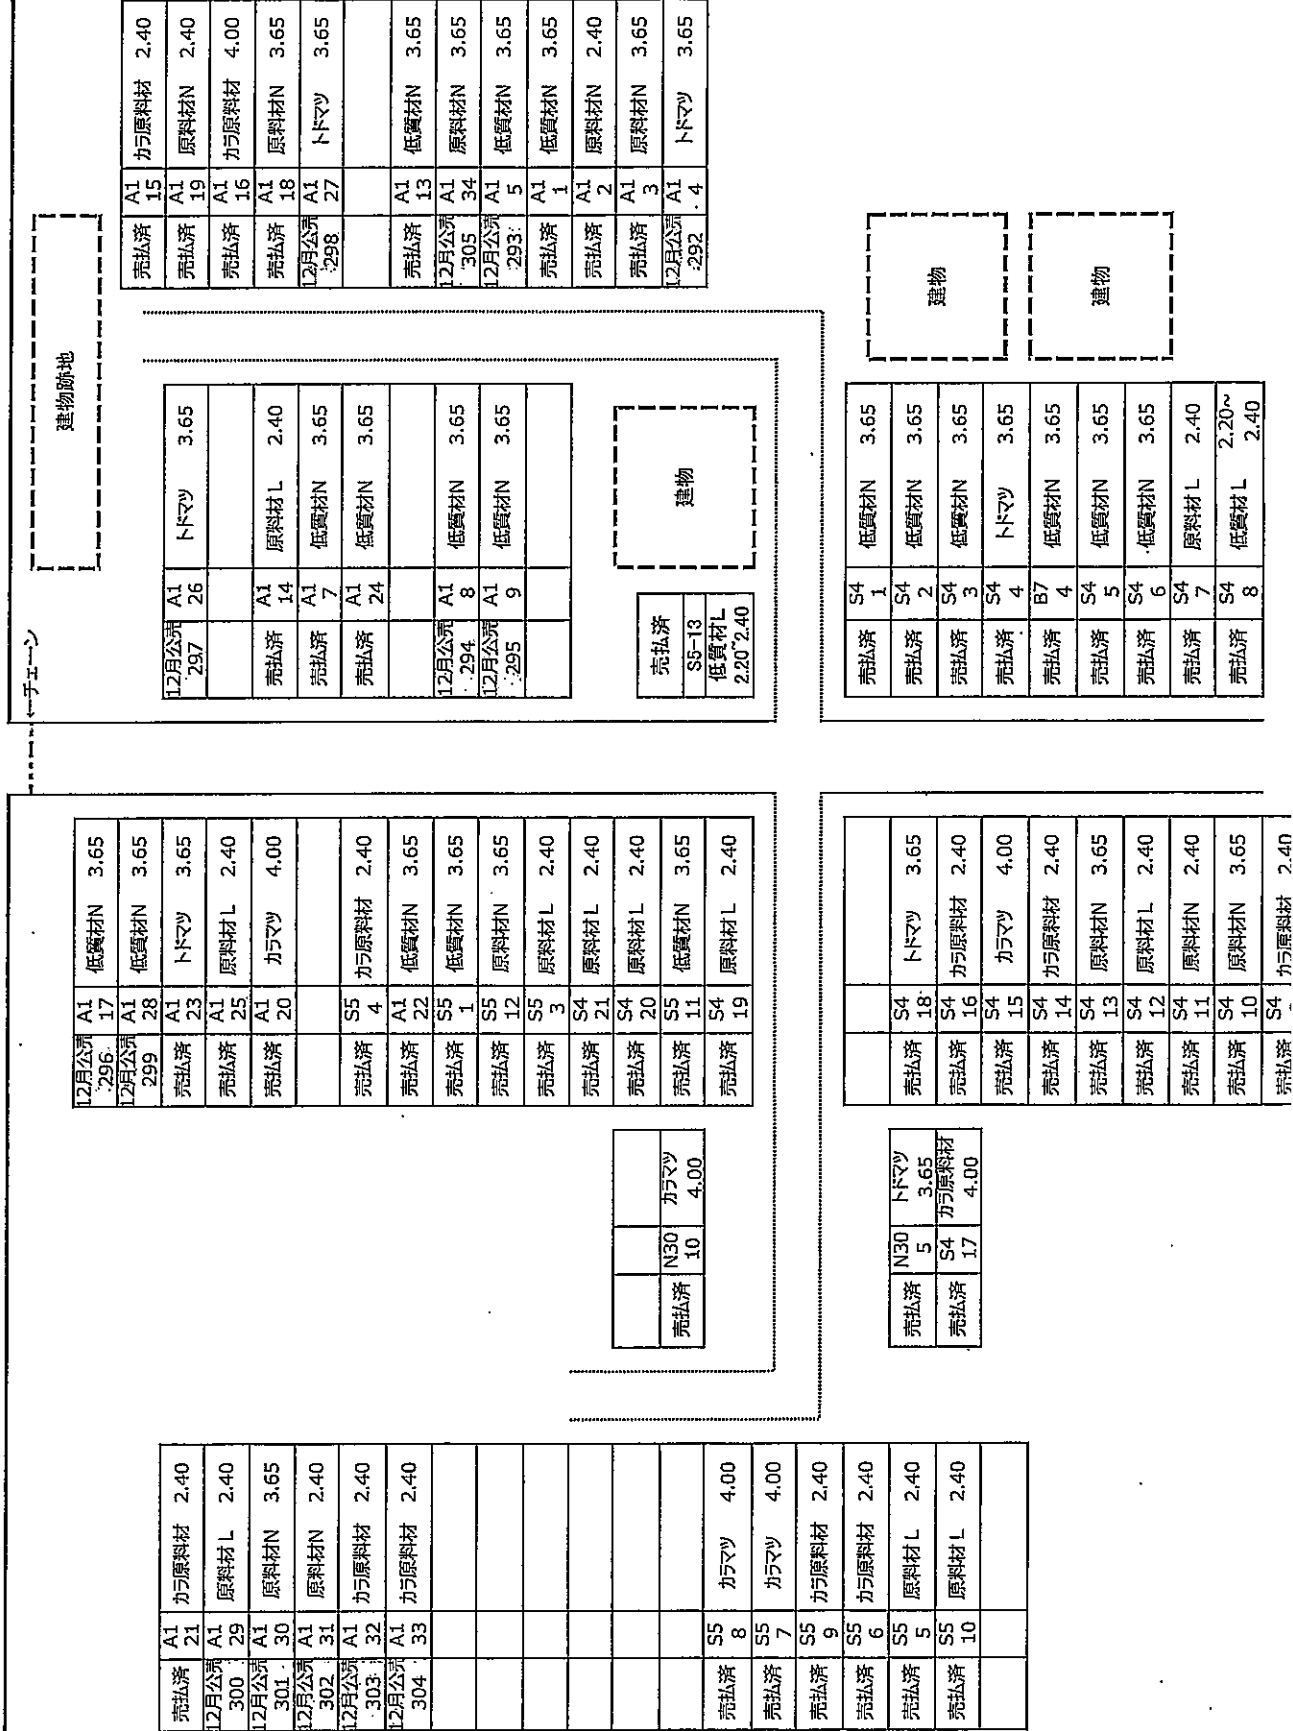 建物跡地
←チェーン
売払済 A1 15 カラ原料材 2.40
売払済 A1 19 原料材N 2.40
売払済 A1 16 カラ原料材 4.00
売払済 A1 18 原料材N 3.65
12月公売 298 A1 27 トドマツ 3.65
売払済 A1 13 低質材N 3.65
12月公売 305 A1 34 原料材N 3.65
12月公売 293 A1 5 低質材N 3.65
売払済 A1 1 低質材N 3.65
売払済 A1 2 原料材N 2.40
売払済 A1 3 原料材N 3.65
12月公売 292 A1 4 トドマツ 3.65
12月公売 297 A1 26 トドマツ 3.65
売払済 A1 14 原料材L 2.40
売払済 A1 7 低質材N 3.65
売払済 A1 24 低質材N 3.65
12月公売 294 A1 8 低質材N 3.65
12月公売 295 A1 9 低質材N 3.65
建物
売払済
S5-13
低質材L
2.20~2.40
建物
建物
売払済 S4 1 低質材N 3.65
売払済 S4 2 低質材N 3.65
売払済 S4 3 低質材N 3.65
売払済 S4 4 トドマツ 3.65
売払済 B7 4 低質材N 3.65
売払済 S4 5 低質材N 3.65
売払済 S4 6 低質材N 3.65
売払済 S4 7 原料材L 2.40
売払済 S4 8 低質材L 2.20~2.40
12月公売 296 A1 17 低質材N 3.65
12月公売 299 A1 28 低質材N 3.65
売払済 A1 23 トドマツ 3.65
売払済 A1 25 原料材L 2.40
売払済 A1 20 カラマツ 4.00
売払済 S5 4 カラ原料材 2.40
売払済 A1 22 低質材N 3.65
売払済 S5 1 低質材N 3.65
売払済 S5 12 原料材N 3.65
売払済 S5 3 原料材L 2.40
売払済 S4 21 原料材L 2.40
売払済 S4 20 原料材L 2.40
売払済 S5 11 低質材N 3.65
売払済 S4 19 原料材L 2.40
売払済 S4 18 トドマツ 3.65
売払済 S4 16 カラ原料材 2.40
売払済 S4 15 カラマツ 4.00
売払済 S4 14 カラ原料材 2.40
売払済 S4 13 原料材N 3.65
売払済 S4 12 原料材L 2.40
売払済 S4 11 原料材N 2.40
売払済 S4 10 原料材N 3.65
売払済 S4 カラ原料材 2.40
売払済 N30 10 カラマツ 4.00
売払済 N30 5 トドマツ 3.65
売払済 S4 17 カラ原料材 4.00
売払済 A1 21 カラ原料材 2.40
12月公売 300 A1 29 原料材L 2.40
12月公売 301 A1 30 原料材N 3.65
12月公売 302 A1 31 原料材N 2.40
12月公売 303 A1 32 カラ原料材 2.40
12月公売 304 A1 33 カラ原料材 2.40
売払済 S5 8 カラマツ 4.00
売払済 S5 7 カラマツ 4.00
売払済 S5 9 カラ原料材 2.40
売払済 S5 6 カラ原料材 2.40
売払済 S5 5 原料材L 2.40
売払済 S5 10 原料材L 2.40